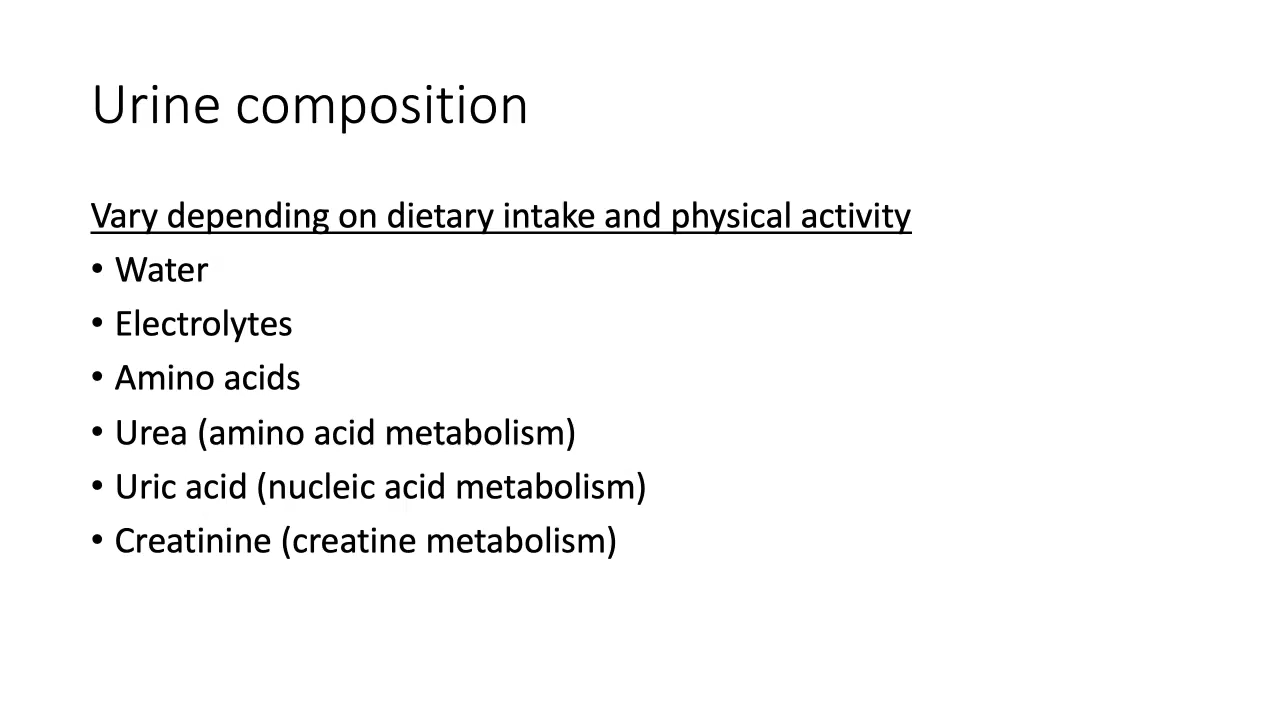 Urine composition
Vary depending on dietary intake and physical activity
• Water
• Electrolytes
• Amino acids
• Urea (amino acid metabolism)
• Uric acid (nucleic acid metabolism)
• Creatinine (creatine metabolism)